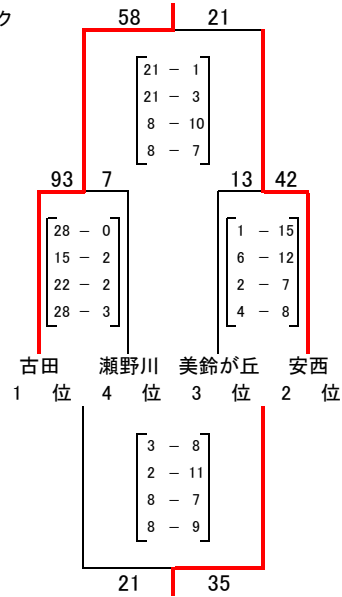 ク
58 21
21 － 1
21 － 3
8 － 10
8 － 7
93 7 13 42
28 － 0 1 － 15
15 － 2 6 － 12
22 － 2 2 － 7
28 － 3 4 － 8
古田 瀬野川 美鈴が丘 安西
1 位 4 位 3 位 2 位
3 － 8
2 － 11
8 － 7
8 － 9
21 35